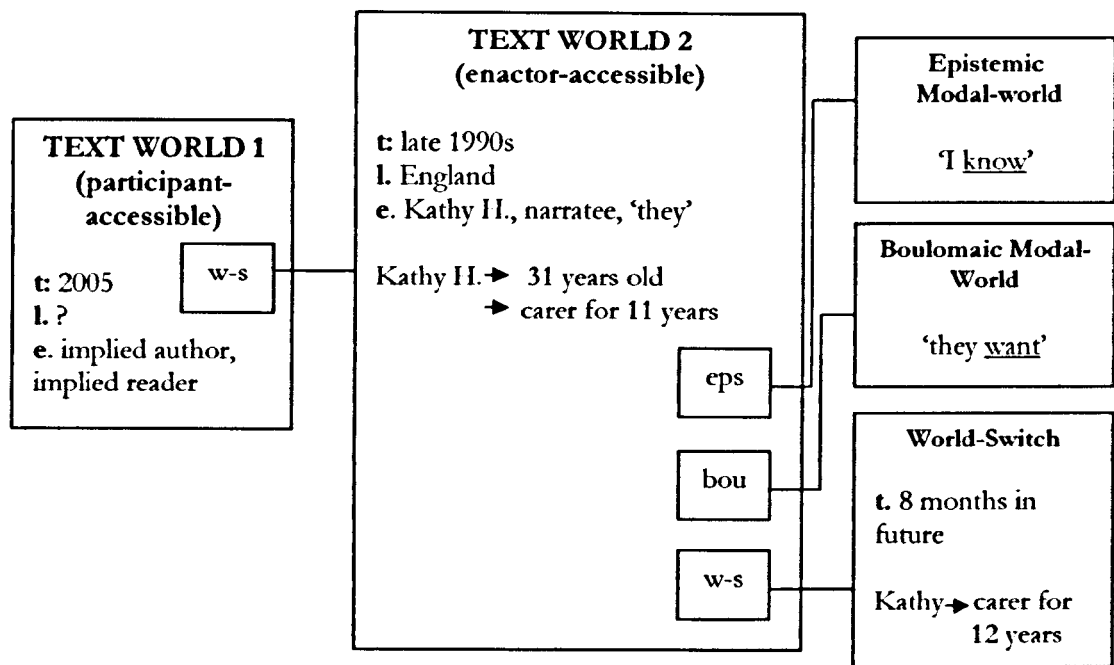 TEXT WORLD 1
(participant-
accessible)
w-s
t: 2005
l. ?
e. implied author,
implied reader
TEXT WORLD 2
(enactor-accessible)
t: late 1990s
l. England
e. Kathy H., narratee, ‘they’
Kathy H.→ 31 years old
→ carer for 11 years
eps
bou
w-s
Epistemic
Modal-world
‘I know’
Boulomaic Modal-
World
‘they want’
World-Switch
t. 8 months in
future
Kathy→ carer for
12 years